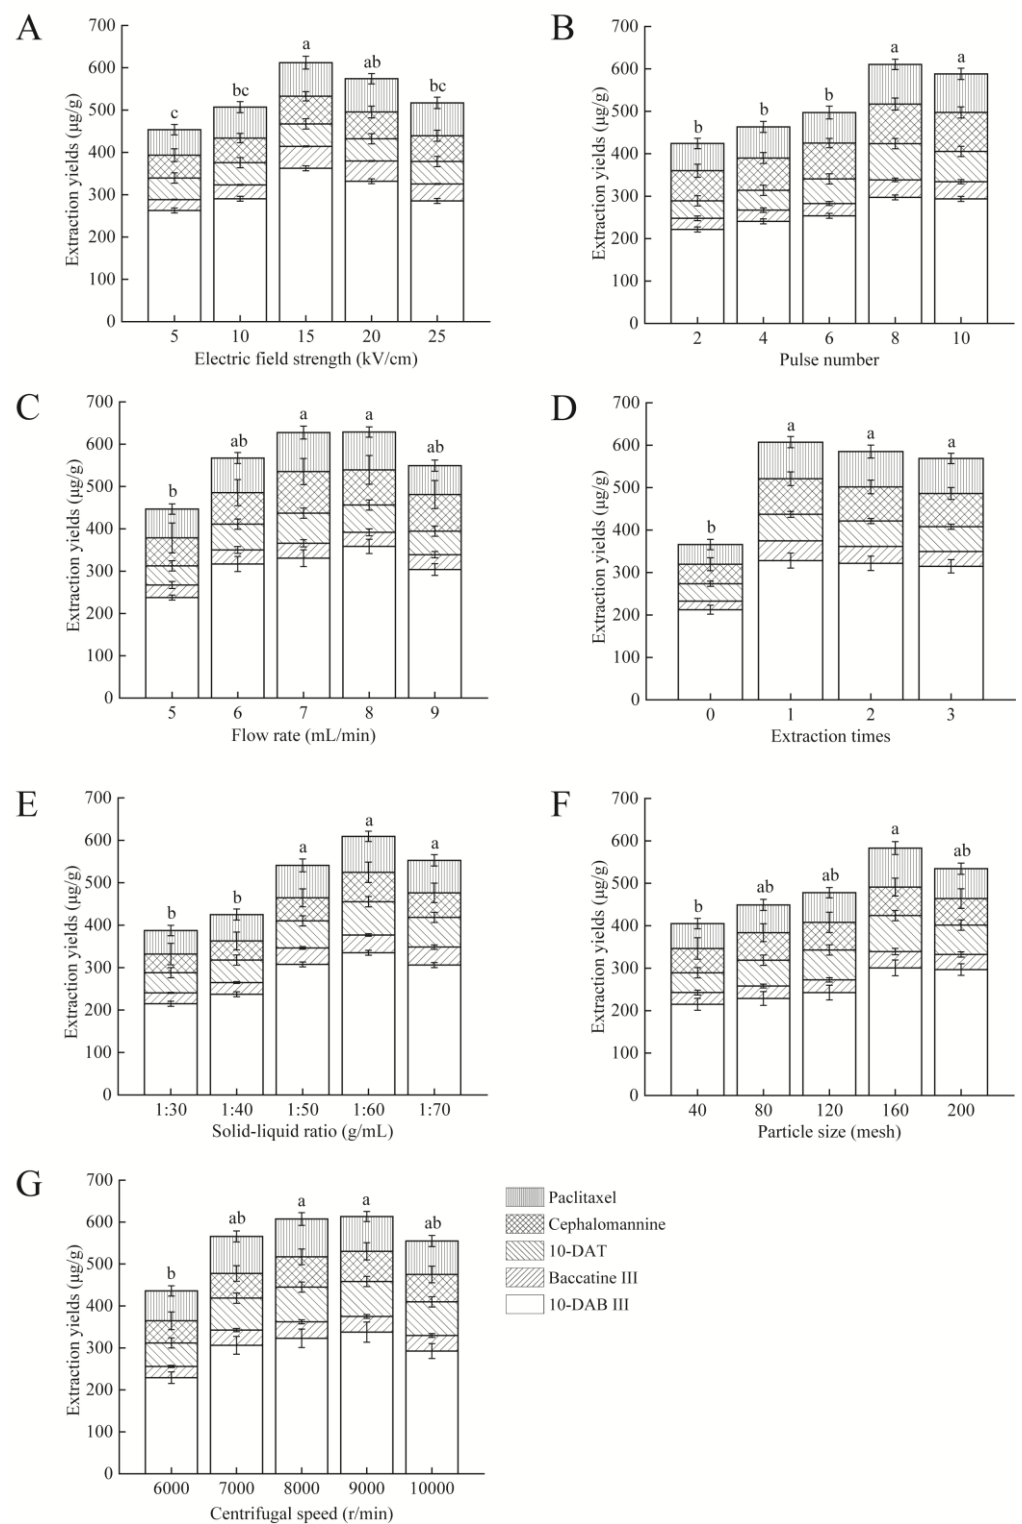 A
Extraction yields (μg/g)
700
600
500
400
300
200
100
0
c
bc
a
ab
bc
5 10 15 20 25
Electric field strength (kV/cm)
B
Extraction yields (μg/g)
700
600
500
400
300
200
100
0
b
b
b
a
a
2 4 6 8 10
Pulse number
C
Extraction yields (μg/g)
700
600
500
400
300
200
100
0
b
ab
a
a
ab
5 6 7 8 9
Flow rate (mL/min)
D
Extraction yields (μg/g)
700
600
500
400
300
200
100
0
b
a
a
a
0 1 2 3
Extraction times
E
Extraction yields (μg/g)
700
600
500
400
300
200
100
0
b
b
a
a
a
1:30 1:40 1:50 1:60 1:70
Solid-liquid ratio (g/mL)
F
Extraction yields (μg/g)
700
600
500
400
300
200
100
0
b
ab
ab
a
ab
40 80 120 160 200
Particle size (mesh)
G
Extraction yields (μg/g)
700
600
500
400
300
200
100
0
b
ab
a
a
ab
6000 7000 8000 9000 10000
Centrifugal speed (r/min)
Paclitaxel
Cephalomannine
10-DAT
Baccatine III
10-DAB III